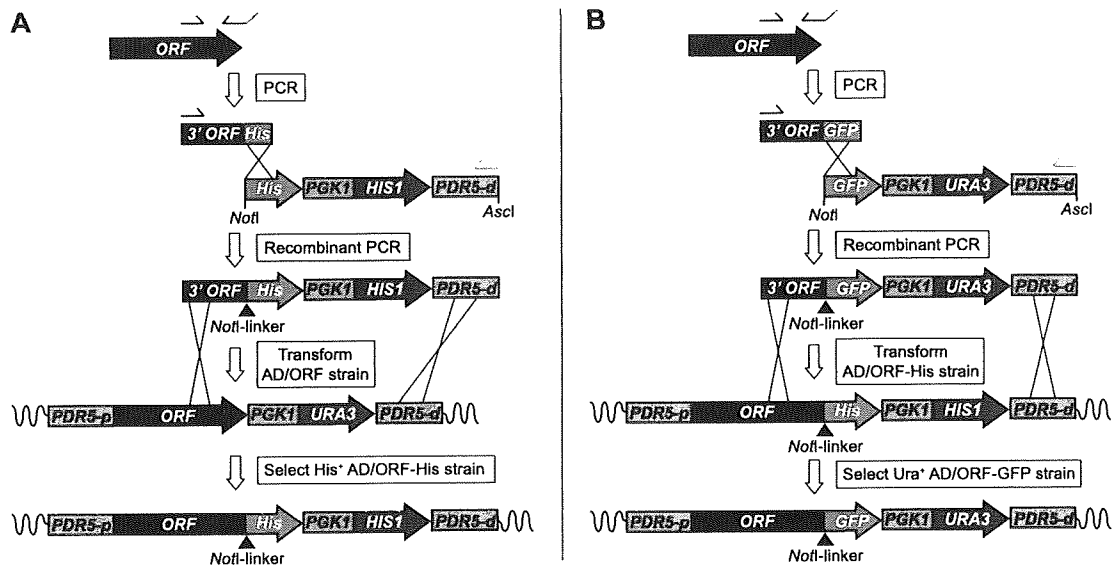 A
ORF
PCR
3' ORF His
His PGK1 HIS1 PDR5-d
NotI
AscI
Recombinant PCR
3' ORF His PGK1 HIS1 PDR5-d
NotI-linker
Transform
AD/ORF strain
PDR5-p ORF PGK1 URA3 PDR5-d
Select His+ AD/ORF-His strain
PDR5-p ORF His PGK1 HIS1 PDR5-d
NotI-linker
B
ORF
PCR
3' ORF GFP
GFP PGK1 URA3 PDR5-d
NotI
AscI
Recombinant PCR
3' ORF GFP PGK1 URA3 PDR5-d
NotI-linker
Transform
AD/ORF-His strain
PDR5-p ORF His PGK1 HIS1 PDR5-d
NotI-linker
Select Ura+ AD/ORF-GFP strain
PDR5-p ORF GFP PGK1 URA3 PDR5-d
NotI-linker